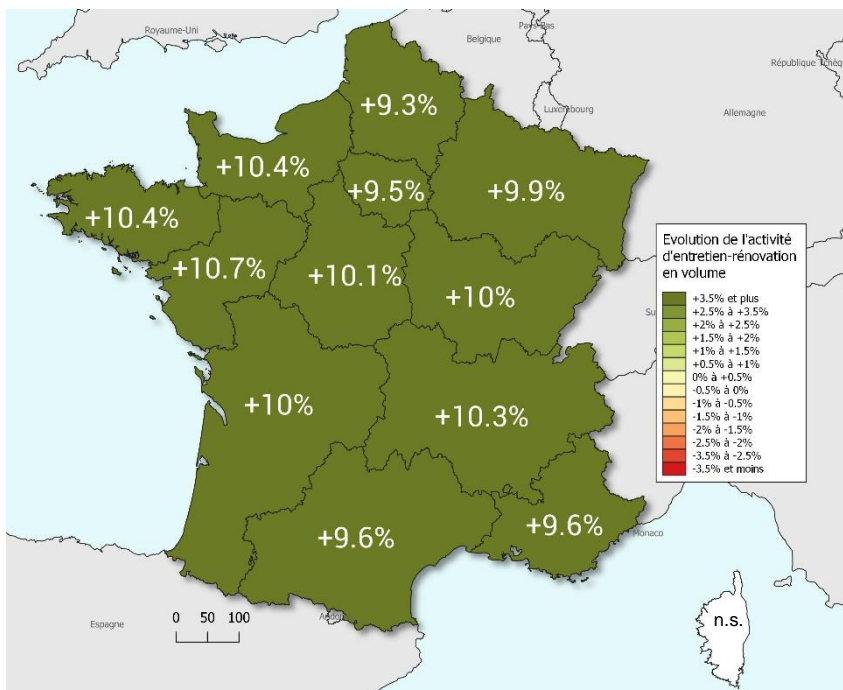 Royaume-Uni
Pays-Bas
Belgique
République Tchèq
Luxembourg
Allemagne
+9.3%
+10.4%
+9.5%
+9.9%
+10.4%
+10.7%
+10.1%
+10%
+10%
+10.3%
+9.6%
+9.6%
Evolution de l'activité
d'entretien-rénovation
en volume
+3.5% et plus
+2.5% à +3.5%
+2% à +2.5%
+1.5% à +2%
+1% à +1.5%
+0.5% à +1%
0% à +0.5%
-0.5% à 0%
-1% à -0.5%
-1.5% à -1%
-2% à -1.5%
-2.5% à -2%
-3.5% à -2.5%
-3.5% et moins
Su
Monaco
n.s.
0 50 100
Espagne